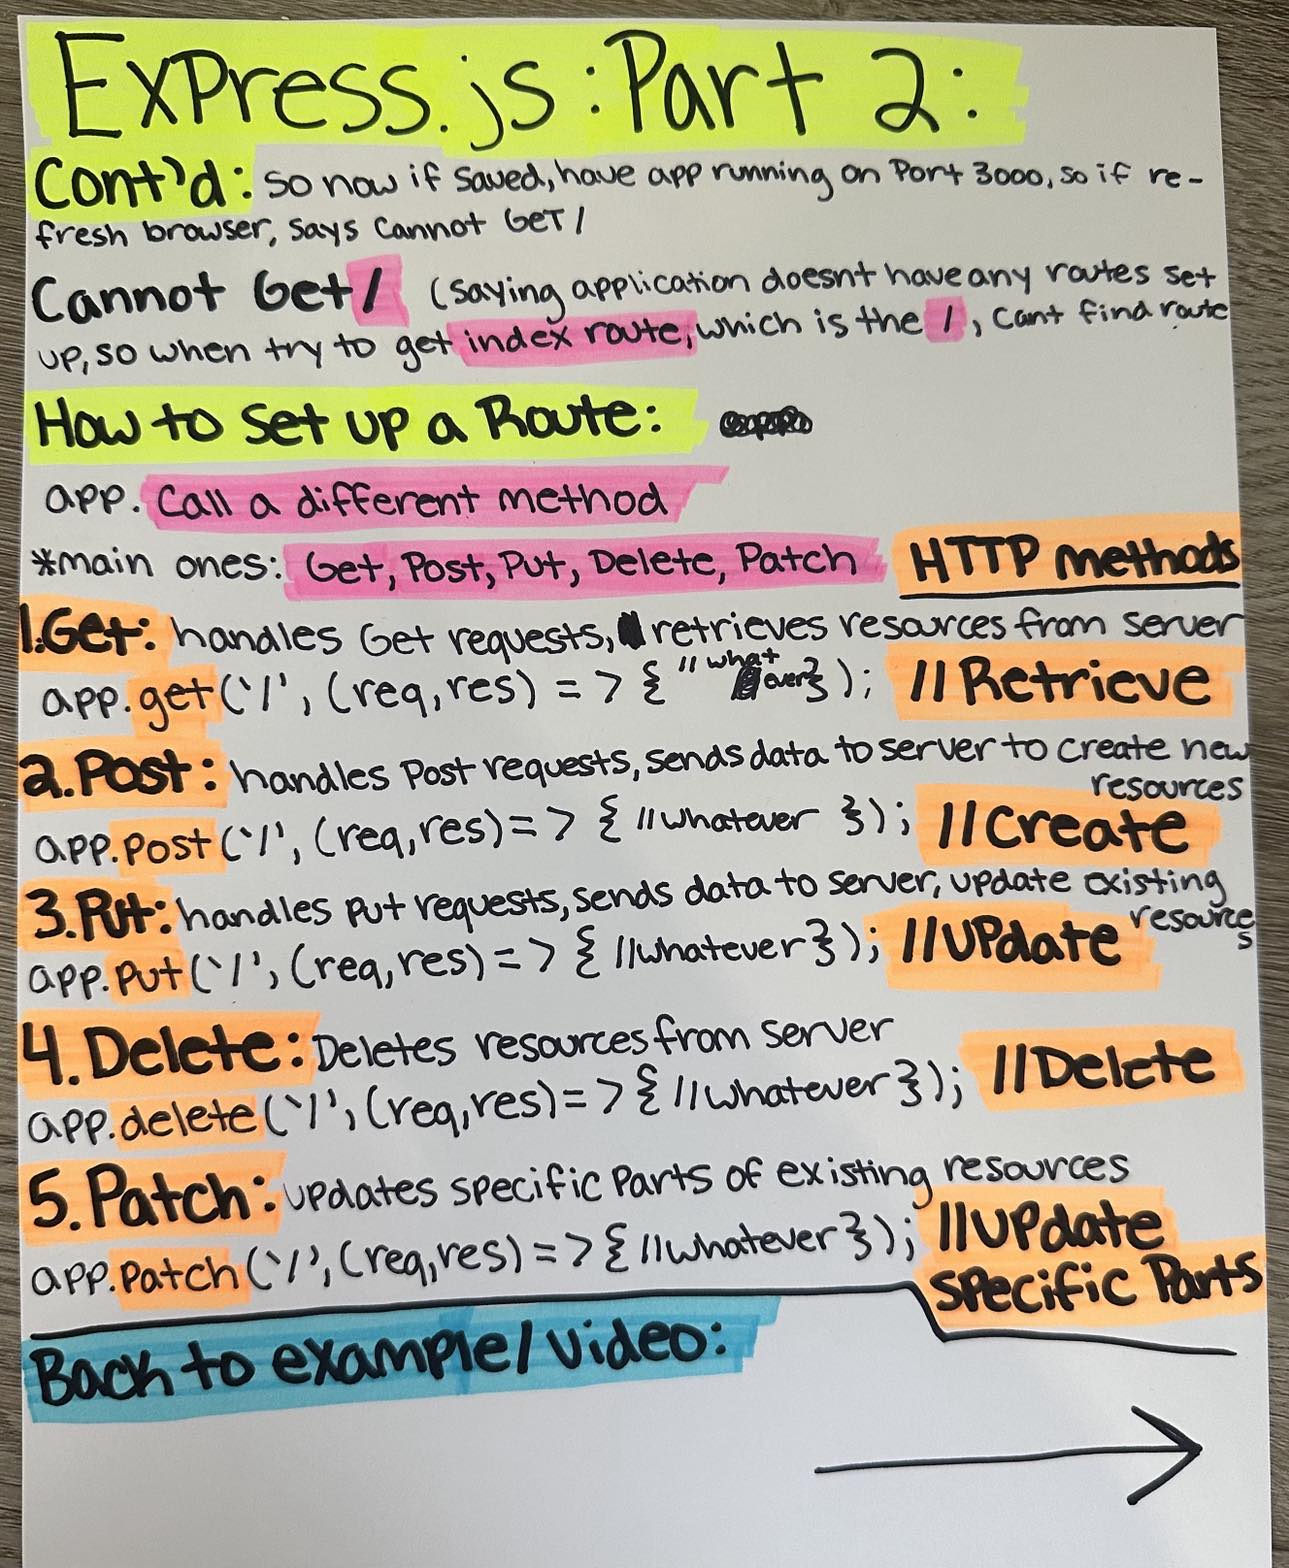 Express.js: Part 2:
Cont'd: so now if saved, have app running on Port 3000, so if re-
fresh browser, says Cannot GET /
Cannot Get / (saying application doesnt have any routes set
up, so when try to get index route, which is the /, cant find route
How to set up a Route:
app. Call a different method
*main ones: Get, Post, Put, Delete, Patch HTTP methods
1.Get: handles Get requests, retrieves resources from server
app.get('/', (req,res) => { // whatever }); //Retrieve
2.Post: handles Post requests, sends data to server to create new
resources
app.post('/', (req,res) => { //whatever }); //Create
3.Put: handles put requests, sends data to server, update existing
resources
app.put('/', (req,res) => { //whatever }); //Update
4.Delete: Deletes resources from server
app.delete('/', (req,res) => { //whatever }); //Delete
5.Patch: updates specific parts of existing resources
app.patch('/', (req,res) => { //whatever }); //Update
specific Parts
Back to example/video: